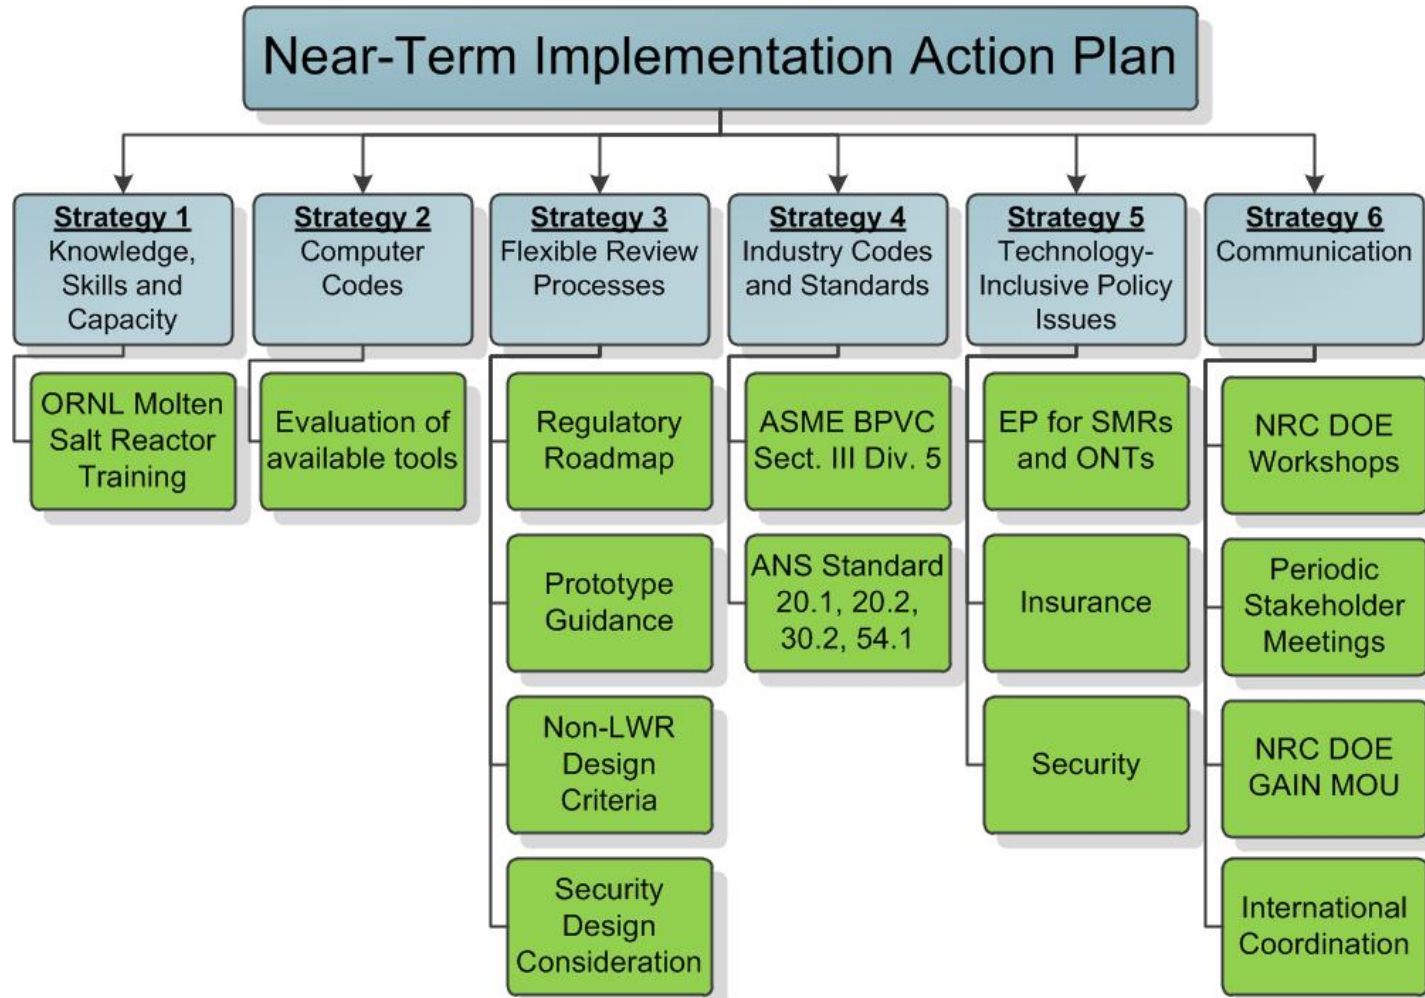 Near-Term Implementation Action Plan
Strategy 1
Knowledge,
Skills and
Capacity
Strategy 2
Computer
Codes
Strategy 3
Flexible Review
Processes
Strategy 4
Industry Codes
and Standards
Strategy 5
Technology-
Inclusive Policy
Issues
Strategy 6
Communication
ORNL Molten
Salt Reactor
Training
Evaluation of
available tools
Regulatory
Roadmap
Prototype
Guidance
Non-LWR
Design
Criteria
Security
Design
Consideration
ASME BPVC
Sect. III Div. 5
ANS Standard
20.1, 20.2,
30.2, 54.1
EP for SMRs
and ONTs
Insurance
Security
NRC DOE
Workshops
Periodic
Stakeholder
Meetings
NRC DOE
GAIN MOU
International
Coordination